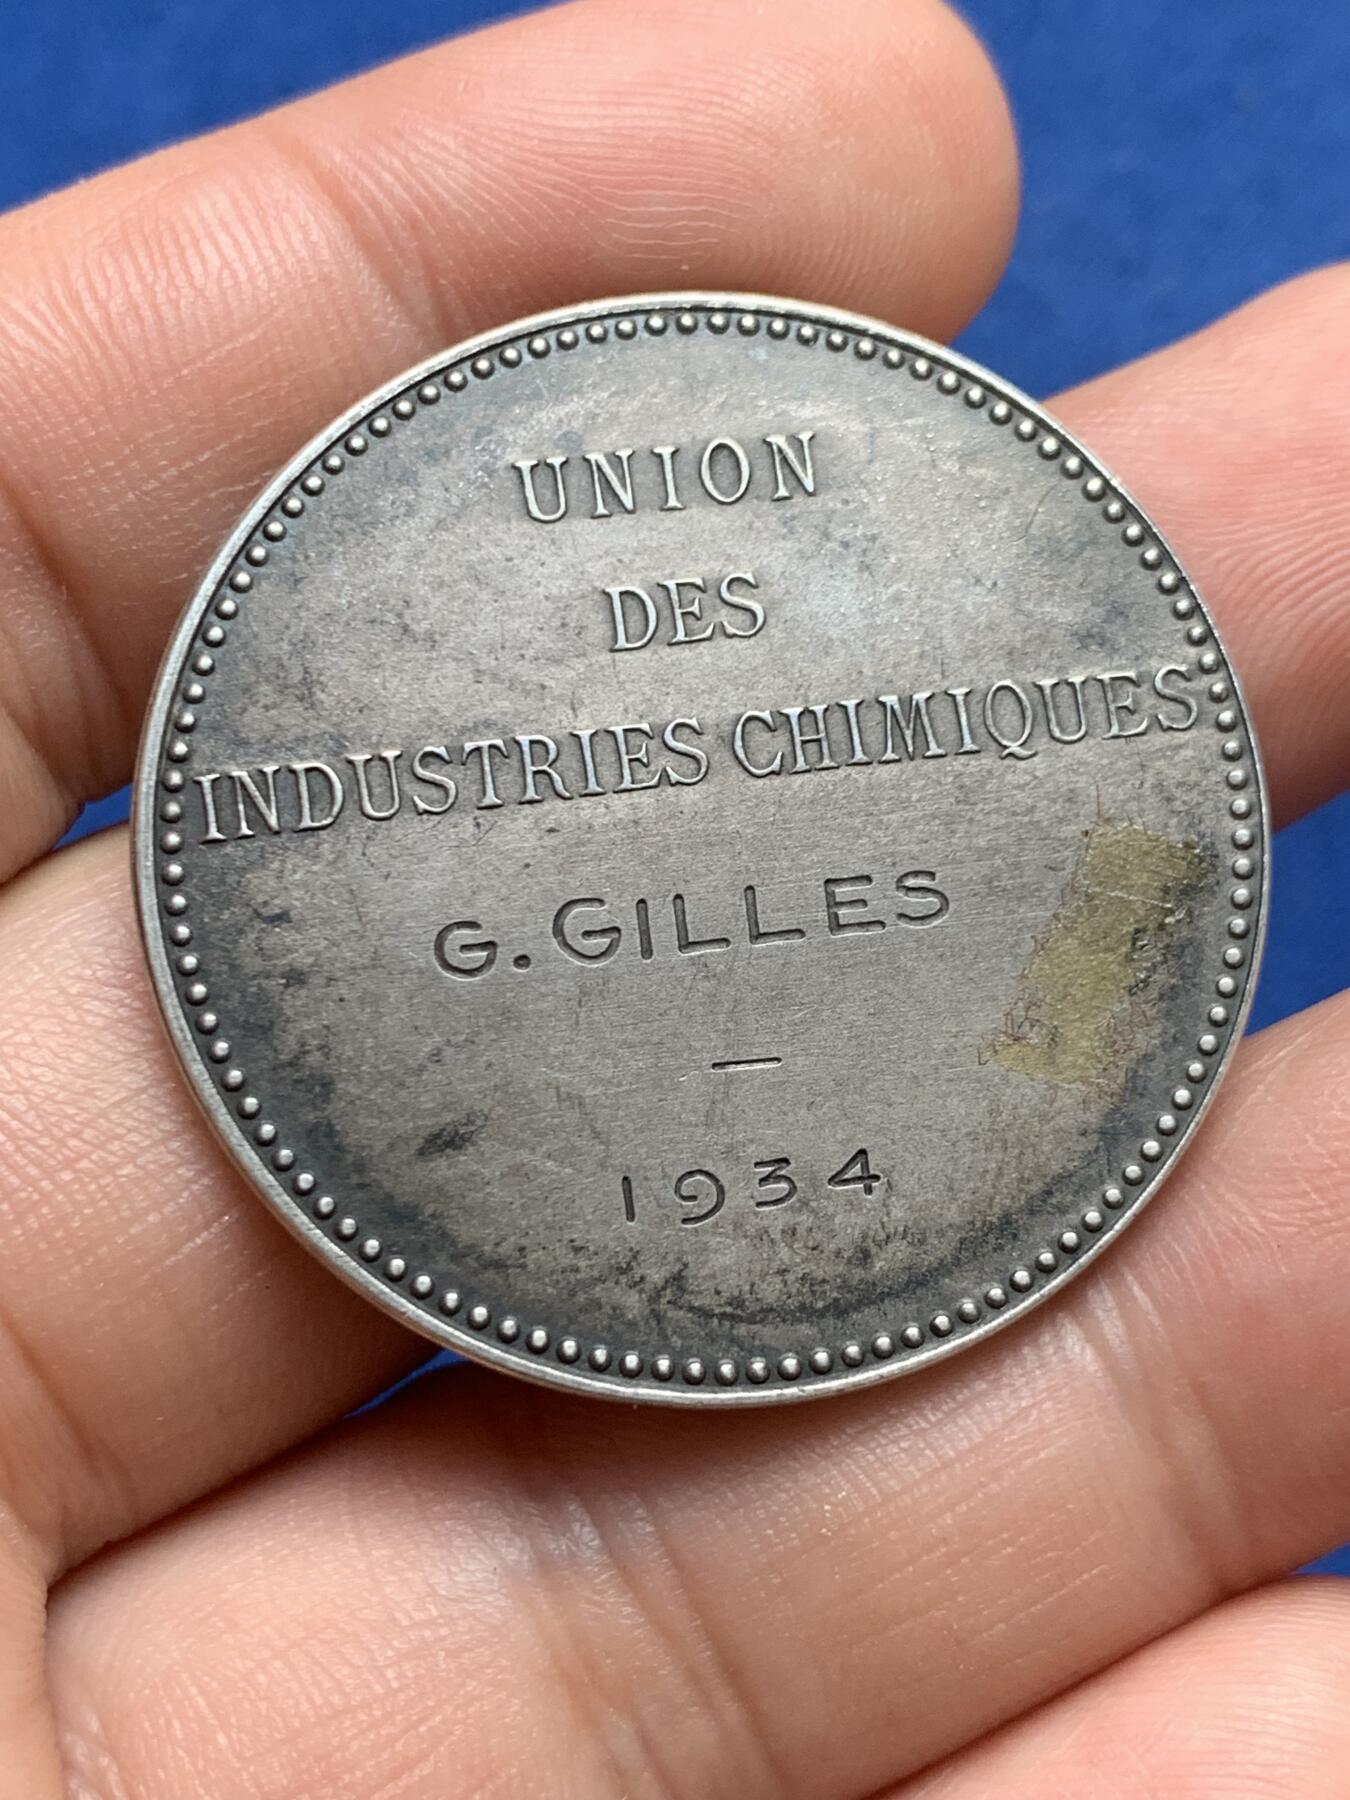 UNION
DES
INDUSTRIES CHIMIQUES
G. GILLES
—
1934